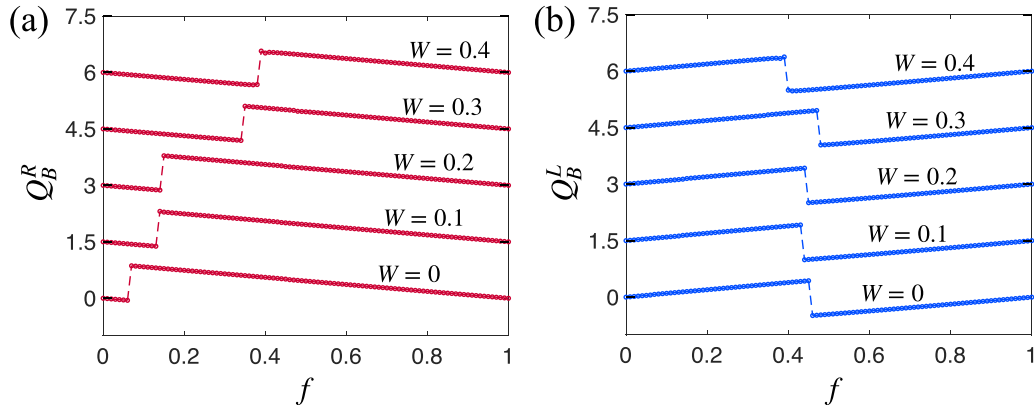 (a)
7.5
6
4.5
3
1.5
0
Q_B^R
W = 0.4
W = 0.3
W = 0.2
W = 0.1
W = 0
0 0.2 0.4 0.6 0.8 1
f
(b)
7.5
6
4.5
3
1.5
0
Q_B^L
W = 0.4
W = 0.3
W = 0.2
W = 0.1
W = 0
0 0.2 0.4 0.6 0.8 1
f